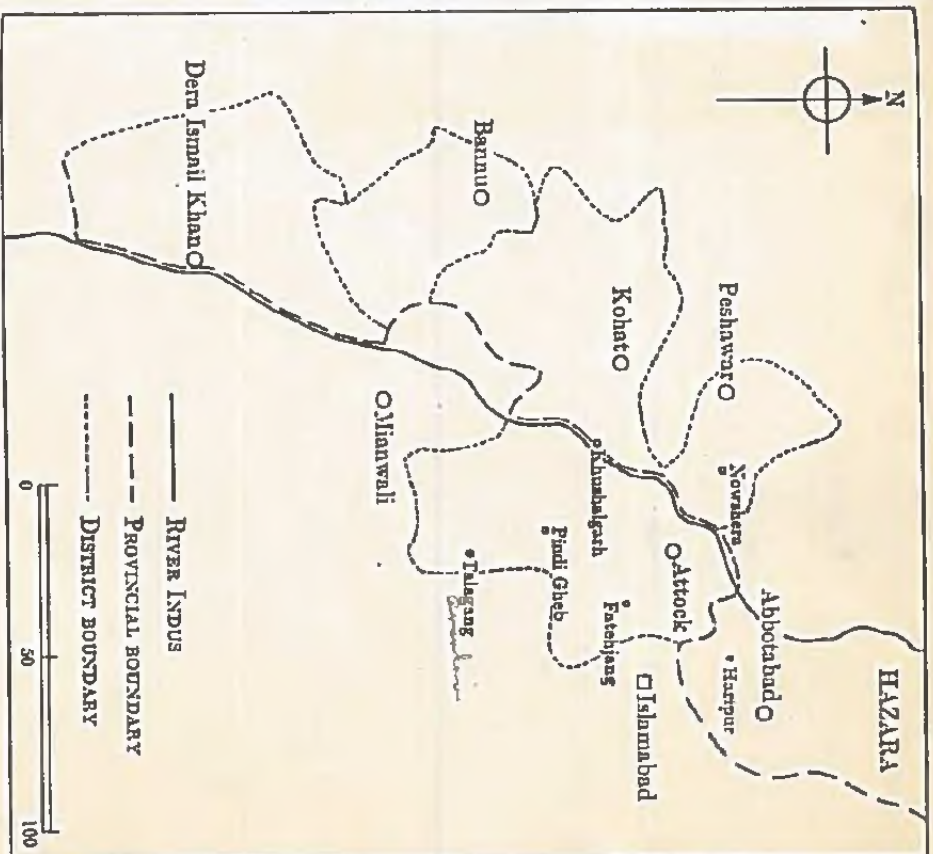 N
HAZARA
Abbotabad
Haripur
Peshawar
Nowshera
Attock
Islamabad
Kohat
Khushalgarh
Fatehjang
Pindi Gheb
Bannu
Talagang
Mianwali
Dera Ismail Khan
RIVER INDUS
PROVINCIAL BOUNDARY
DISTRICT BOUNDARY
0 50 100